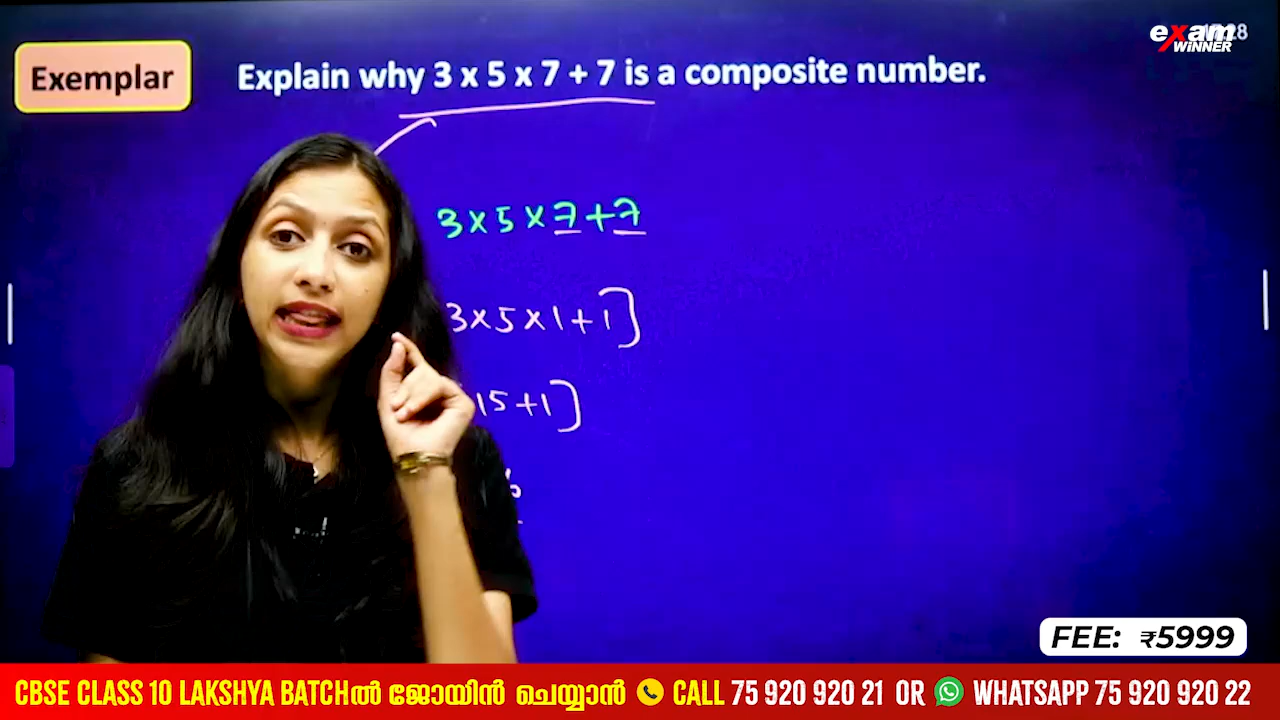 exam
WiNNER
Exemplar
Explain why 3 x 5 x 7 + 7 is a composite number.
3x5x7+7
3x5x1+1]
15+1]
FEE: ₹5999
CBSE CLASS 10 LAKSHYA BATCHൽ ജോയിൻ ചെയ്യാൻ CALL 75 920 920 21 OR WHATSAPP 75 920 920 22